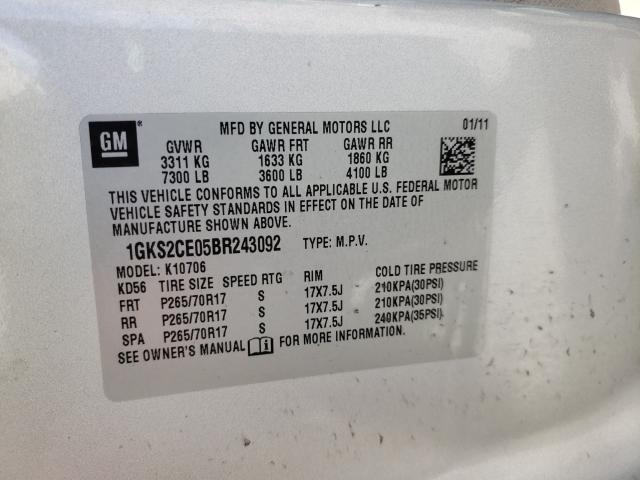 GM ® MFD BY GENERAL MOTORS LLC 01/11
GVWR GAWR FRT GAWR RR
3311 KG 1633 KG 1860 KG
7300 LB 3600 LB 4100 LB
THIS VEHICLE CONFORMS TO ALL APPLICABLE U.S. FEDERAL MOTOR
VEHICLE SAFETY STANDARDS IN EFFECT ON THE DATE OF
MANUFACTURE SHOWN ABOVE.
1GKS2CE05BR243092 TYPE: M.P.V.
MODEL: K10706
KD56 TIRE SIZE SPEED RTG RIM COLD TIRE PRESSURE
FRT P265/70R17 S 17X7.5J 210KPA(30PSI)
RR P265/70R17 S 17X7.5J 210KPA(30PSI)
SPA P265/70R17 S 17X7.5J 240KPA(35PSI)
SEE OWNER'S MANUAL FOR MORE INFORMATION.